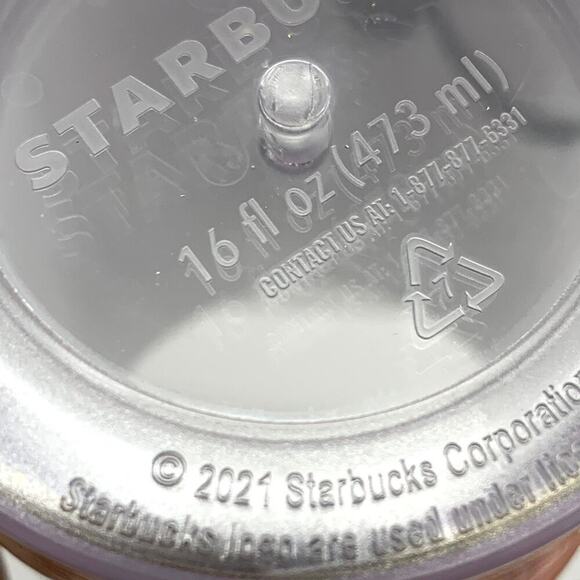 STARBU
16 fl oz (473 ml)
CONTACT US AT: 1-877-877-6331
7
© 2021 Starbucks Corporation
Starbucks, logo are used under